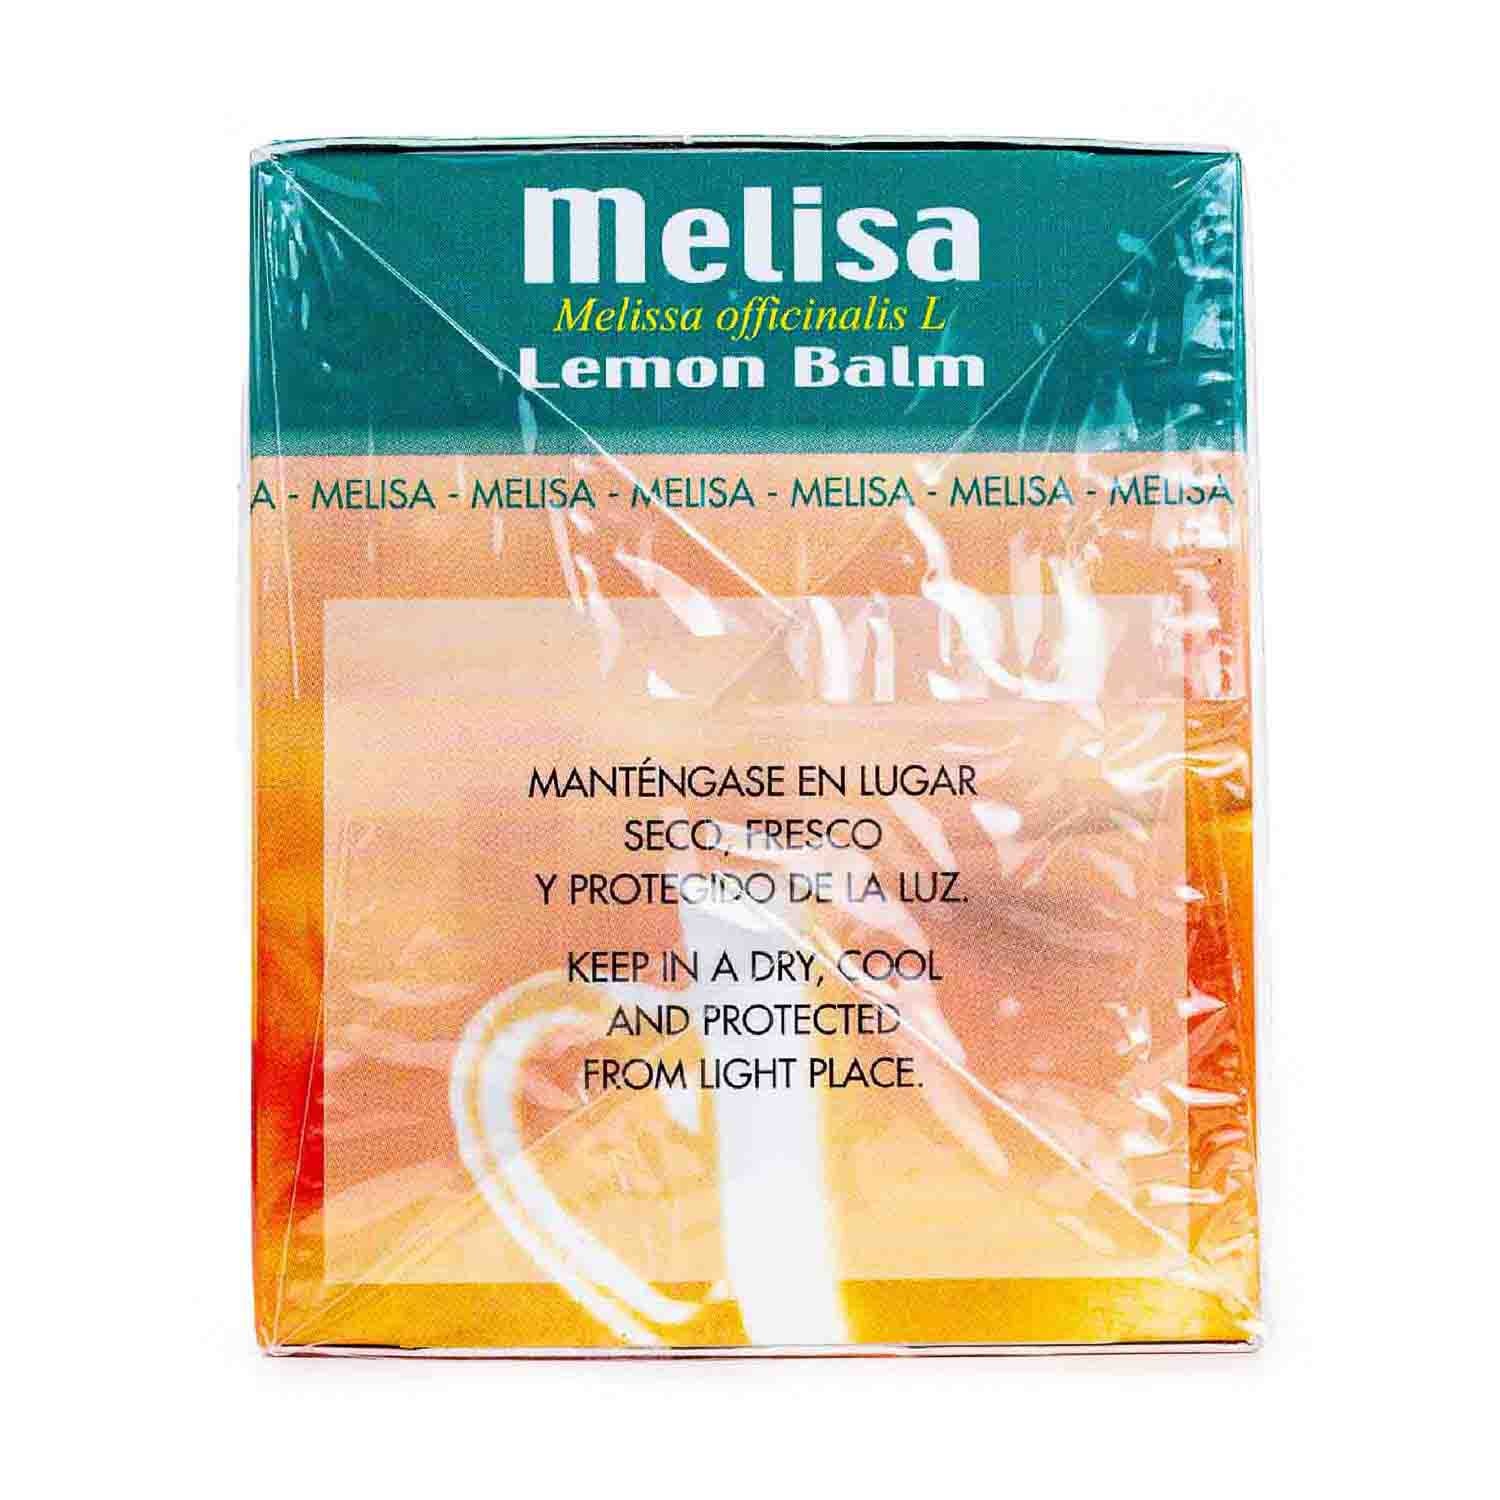 Melisa
Melissa officinalis L
Lemon Balm
A - MELISA - MELISA - MELISA - MELISA - MELISA - MELISA -
MANTÉNGASE EN LUGAR
SECO, FRESCO
Y PROTEGIDO DE LA LUZ.
KEEP IN A DRY, COOL
AND PROTECTED
FROM LIGHT PLACE.